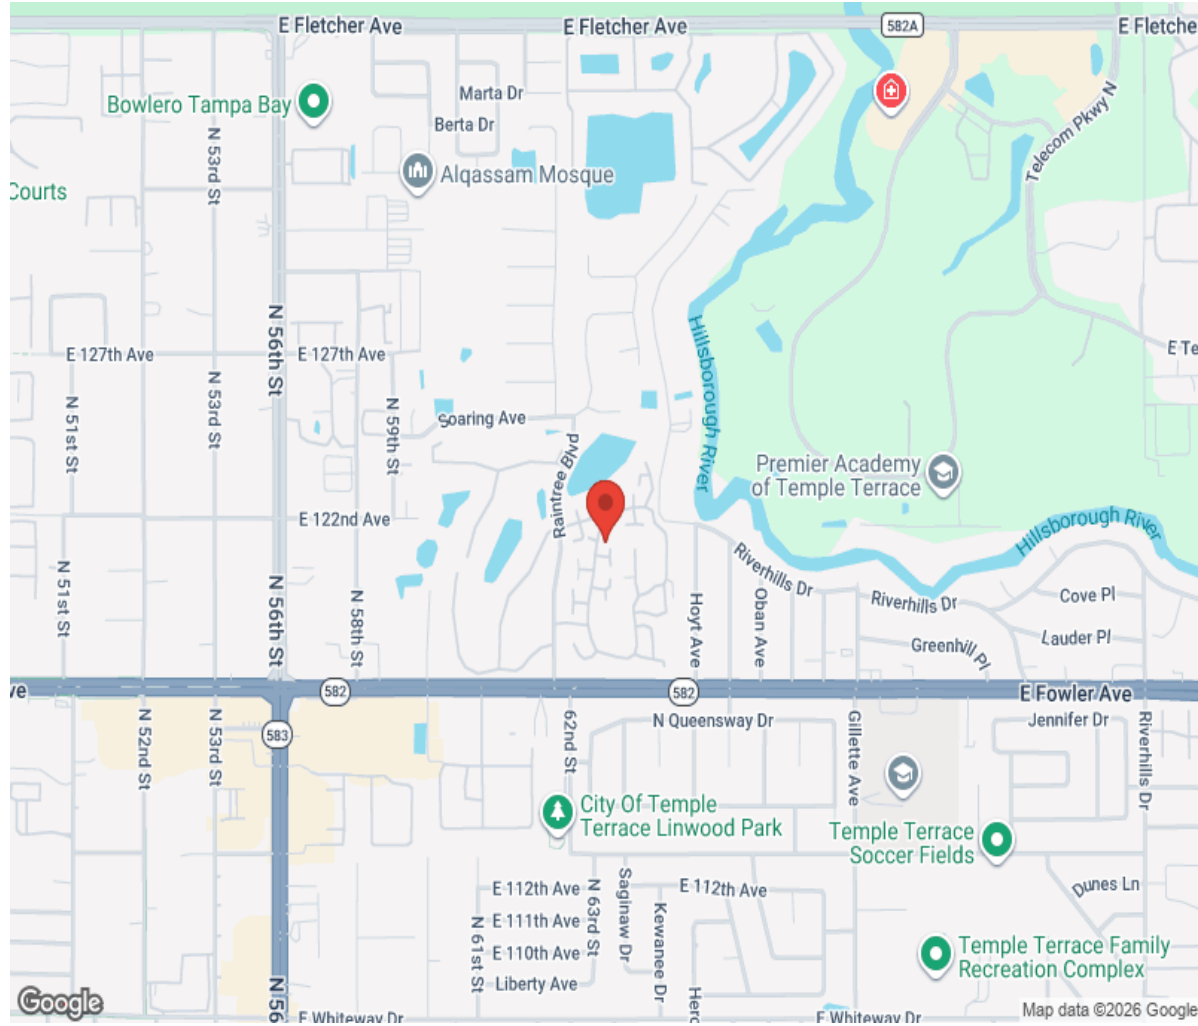 E Fletcher Ave
E Fletcher Ave
582A
E Fletche
Bowlero Tampa Bay
Marta Dr
Berta Dr
N 53rd St
Alqassam Mosque
Courts
Telecom Pkwy N
N 56th St
Hillsborough River
E 127th Ave
E 127th Ave
E Te
N 51st St
N 53rd St
N 59th St
Soaring Ave
Raintree Blvd
Premier Academy
of Temple Terrace
E 122nd Ave
Hillsborough River
N 51st St
N 56th St
N 58th St
Riverhills Dr
Hoyt Ave
Oban Ave
Riverhills Dr
Cove Pl
Greenhill Pl
Lauder Pl
ve
582
582
E Fowler Ave
N 52nd St
N 53rd St
583
62nd St
N Queensway Dr
Gillette Ave
Jennifer Dr
Riverhills Dr
City Of Temple
Terrace Linwood Park
Temple Terrace
Soccer Fields
E 112th Ave
N 63rd St
Saginaw Dr
E 112th Ave
Dunes Ln
N 61st St
E 111th Ave
Kewanee Dr
E 110th Ave
Liberty Ave
Temple Terrace Family
Recreation Complex
N 56
Herc
Google
E Whiteway Dr
E Whiteway Dr
Map data ©2026 Google